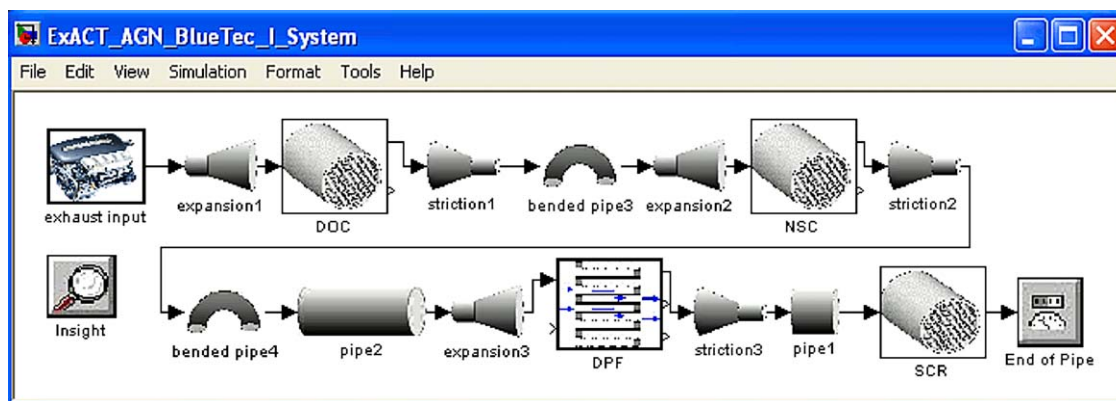 ExACT_AGN_BlueTec_I_System
File Edit View Simulation Format Tools Help
exhaust input
expansion1
DOC
striction1
bended pipe3
expansion2
NSC
striction2
Insight
bended pipe4
pipe2
expansion3
DPF
striction3
pipe1
SCR
End of Pipe